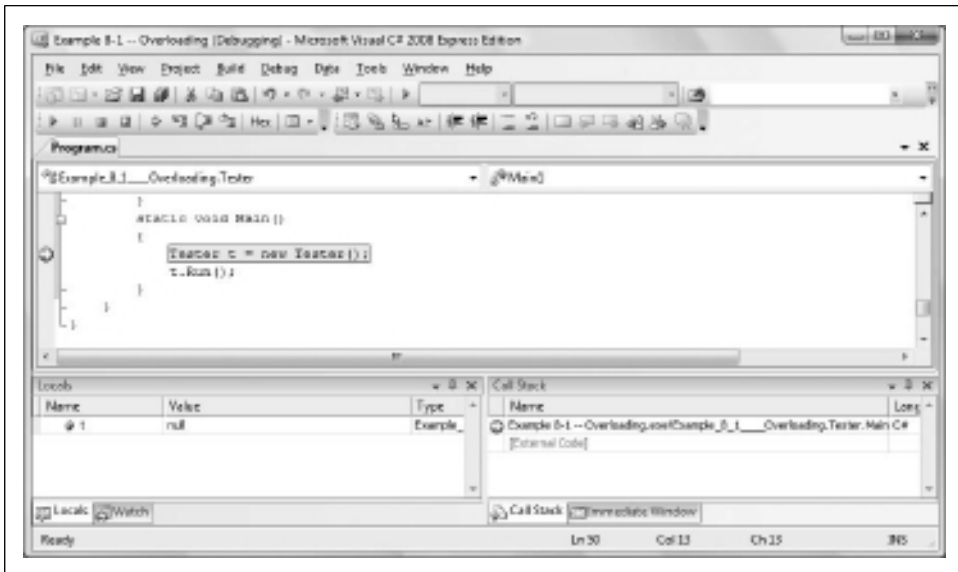 Example 8-1 -- Overloading (Debugging) - Microsoft Visual C# 2008 Express Edition
File Edit View Project Build Debug Data Tools Window Help
Hex
Program.cs
Example_8_1___Overloading.Tester
Main()
}
static void Main()
{
Tester t = new Tester();
t.Run();
}
}
}
Locals
Name Value Type
t null Example_
Locals Watch
Call Stack
Name Lang
Example 8-1 -- Overloading.exe!Example_8_1___Overloading.Tester.Main C#
[External Code]
Call Stack Immediate Window
Ready Ln 50 Col 13 Ch 13 INS